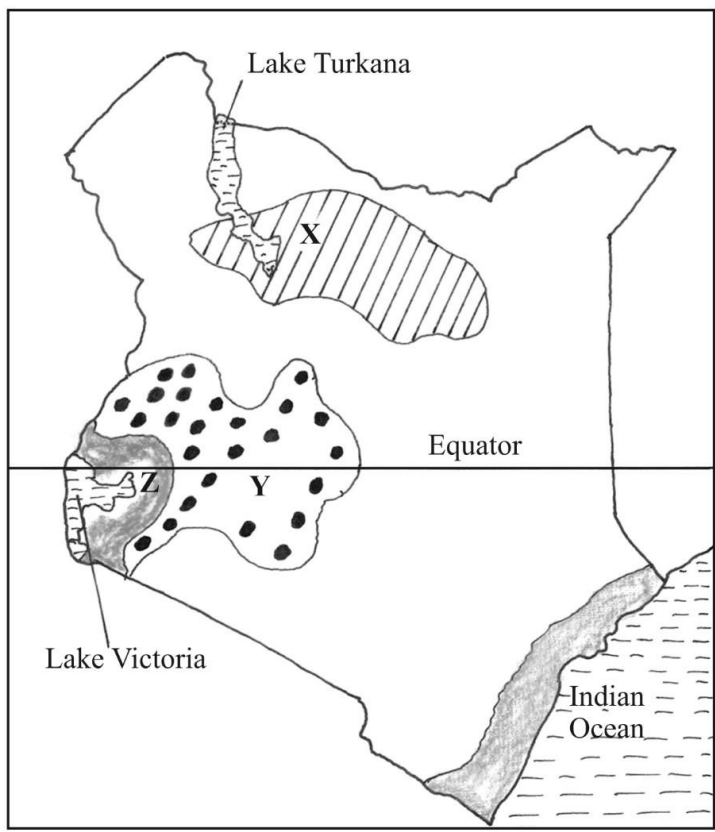 Lake Turkana
X
Equator
Z
Y
Lake Victoria
Indian
Ocean